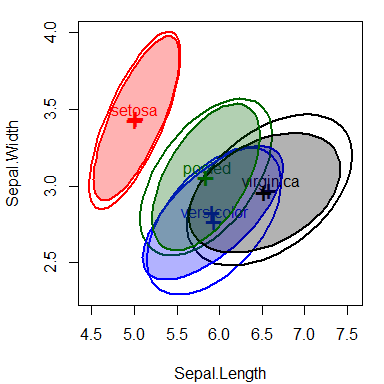 4.0
3.5
3.0
2.5
Sepal.Width
setosa
pooled
virginica
versicolor
4.5 5.0 5.5 6.0 6.5 7.0 7.5
Sepal.Length